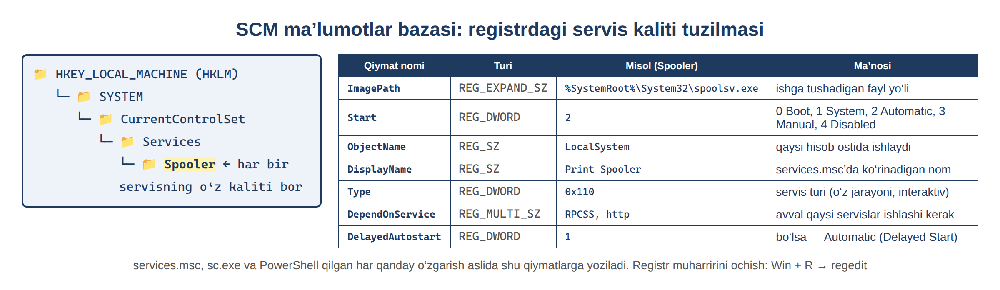 SCM ma’lumotlar bazasi: registrdagi servis kaliti tuzilmasi
HKEY_LOCAL_MACHINE (HKLM)
└─ SYSTEM
└─ CurrentControlSet
└─ Services
└─ Spooler ← har bir
servisning o‘z kaliti bor
Qiymat nomi Turi Misol (Spooler) Ma’nosi
ImagePath REG_EXPAND_SZ %SystemRoot%\System32\spoolsv.exe ishga tushadigan fayl yo‘li
Start REG_DWORD 2 0 Boot, 1 System, 2 Automatic, 3
Manual, 4 Disabled
ObjectName REG_SZ LocalSystem qaysi hisob ostida ishlaydi
DisplayName REG_SZ Print Spooler services.msc’da ko‘rinadigan nom
Type REG_DWORD 0x110 servis turi (o‘z jarayoni, interaktiv)
DependOnService REG_MULTI_SZ RPCSS, http avval qaysi servislar ishlashi kerak
DelayedAutostart REG_DWORD 1 bo‘lsa — Automatic (Delayed Start)
services.msc, sc.exe va PowerShell qilgan har qanday o‘zgarish aslida shu qiymatlarga yoziladi. Registr muharririni ochish: Win + R → regedit